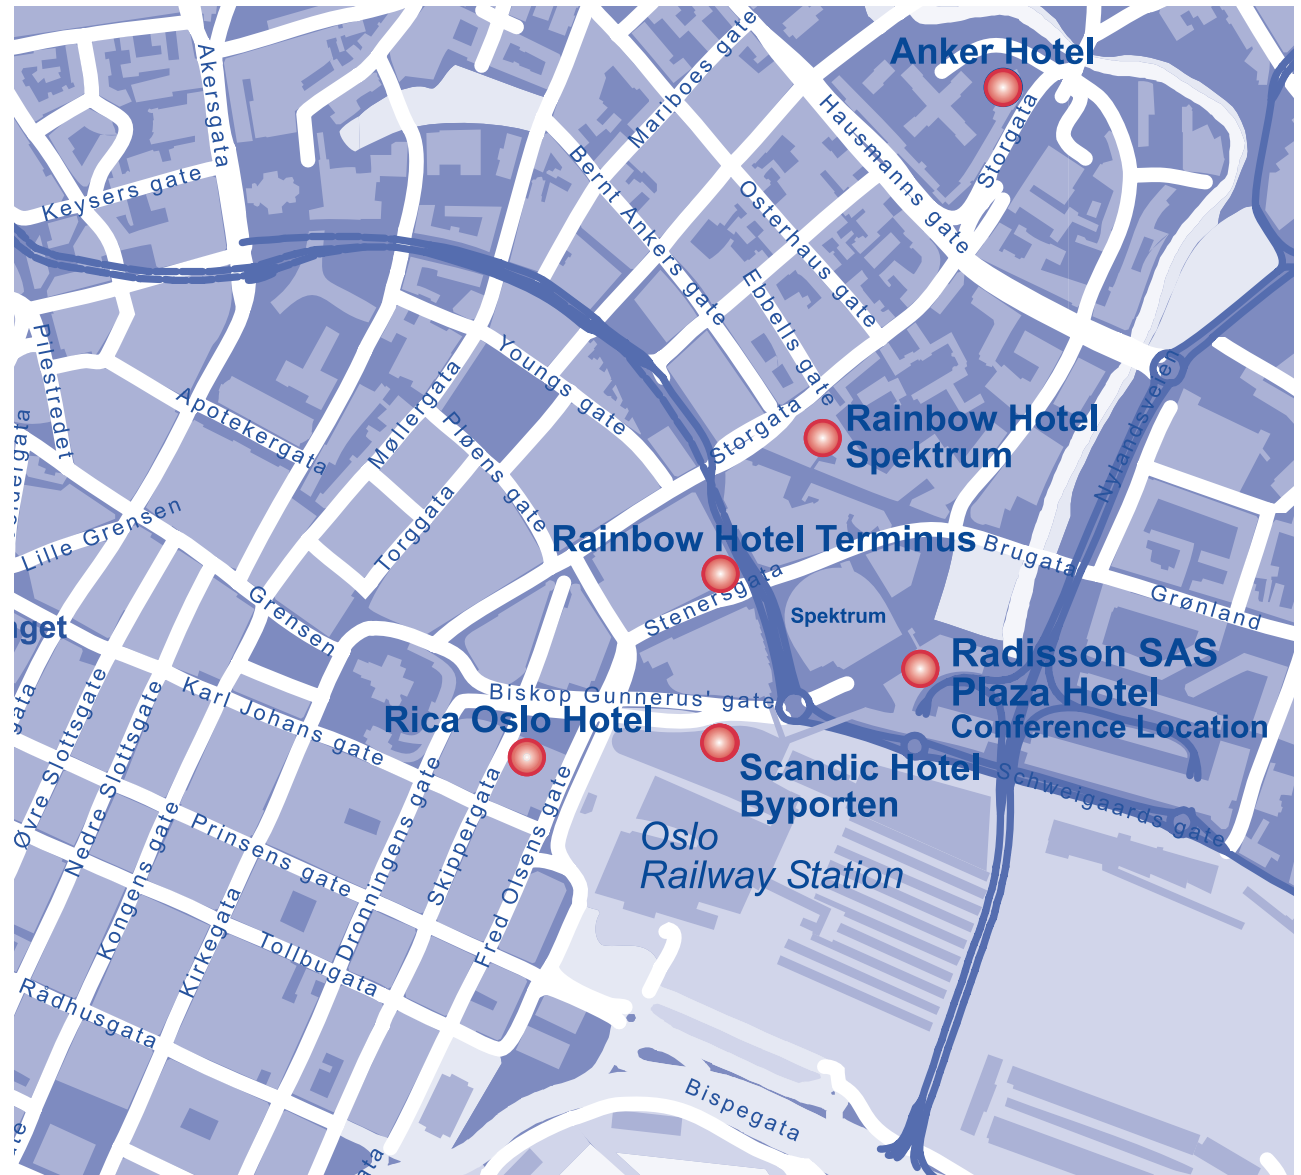 Anker Hotel
Akersgata
Mariboes gate
Hausmanns gate
Storgata
Keysers gate
Bernt Ankers gate
Osterhaus gate
Ebbells gate
Pilestredet
Youngs gate
Apotekergata
Møllergata
Pløens gate
Torggata
Storgata
Rainbow Hotel
Spektrum
Nylandsveien
Lille Grensen
Grensen
Rainbow Hotel Terminus
Stenersgata
Brugata
Grønland
Spektrum
Radisson SAS
Plaza Hotel
Conference Location
Karl Johans gate
Biskop Gunnerus' gate
Rica Oslo Hotel
Scandic Hotel
Byporten
Schweigaards gate
Oslo
Railway Station
Øvre Slottsgate
Nedre Slottsgate
Kongens gate
Kirkegata
Prinsens gate
Dronningens gate
Skippergata
Fred Olsens gate
Tollbugata
Rådhusgata
Bispegata